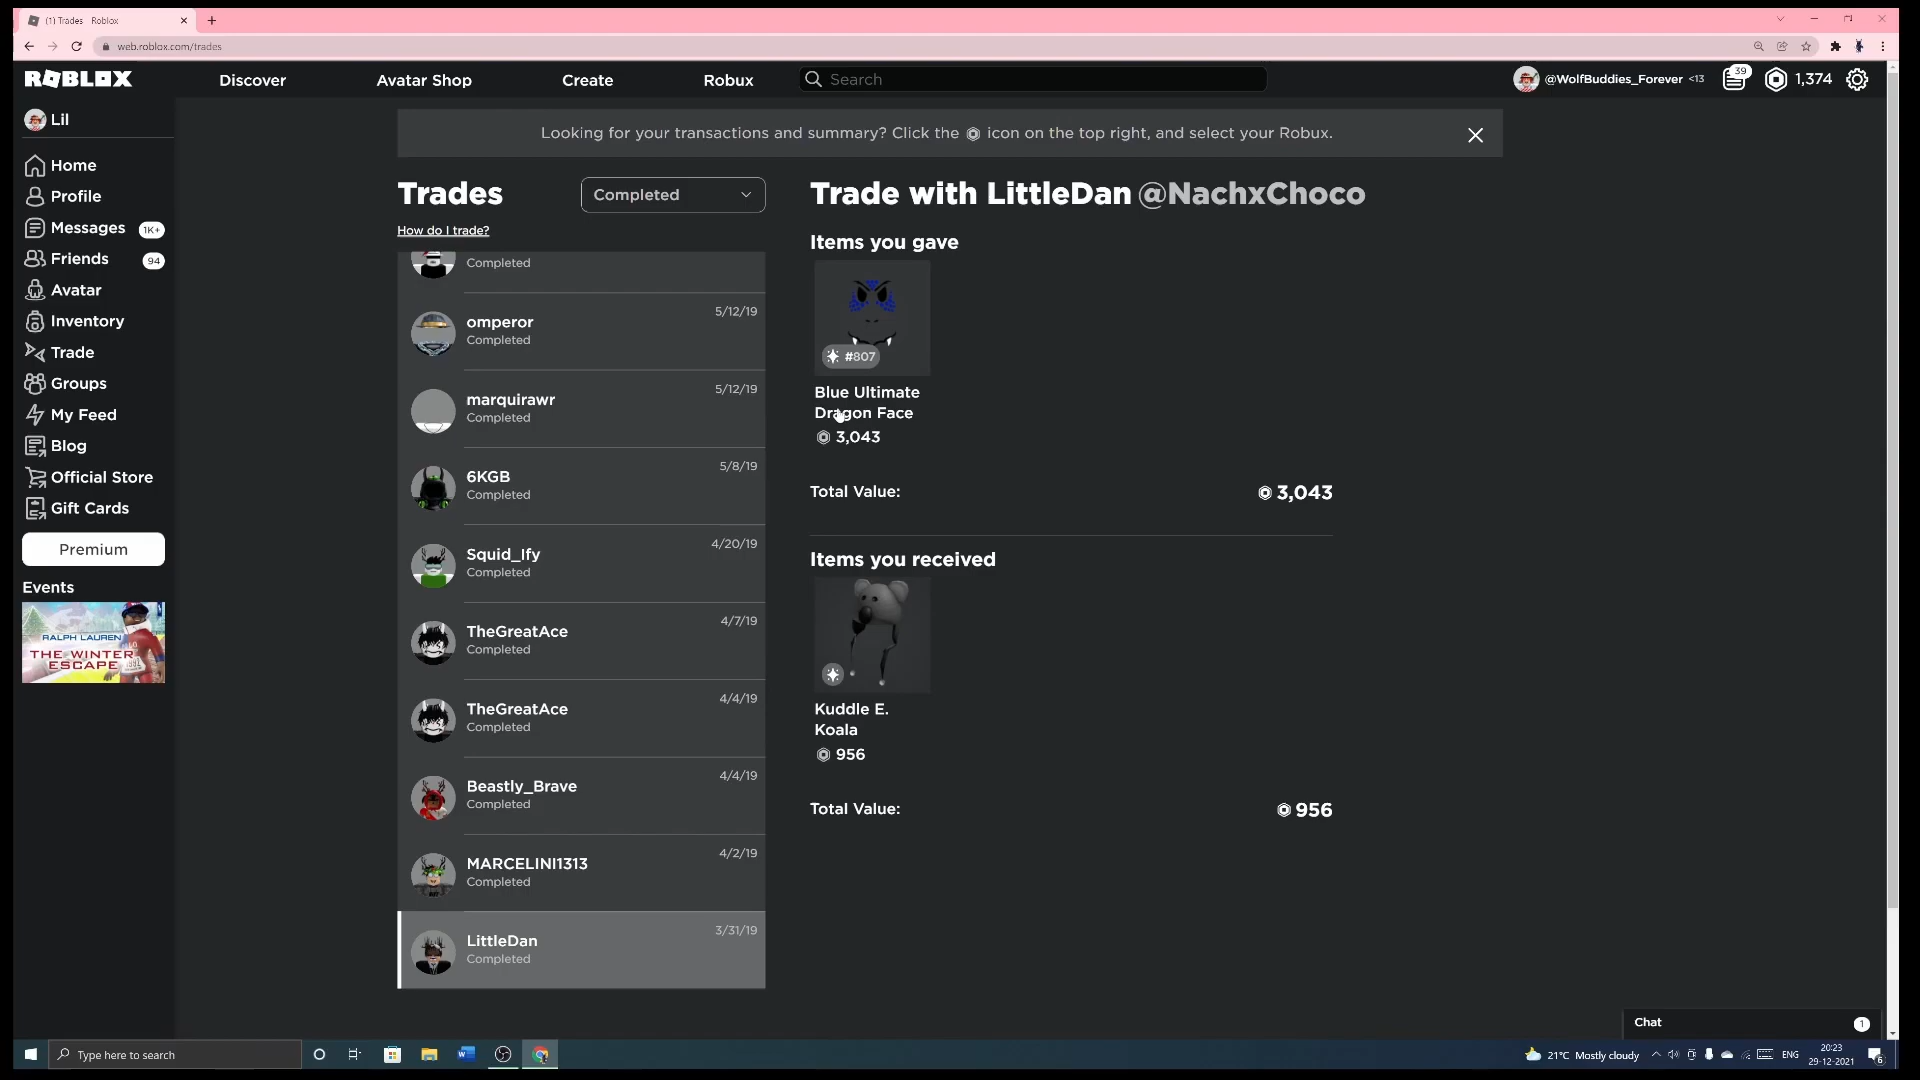 (1) Trades - Roblox
web.roblox.com/trades
ROBLOX
Discover
Avatar Shop
Create
Robux
Search
@WolfBuddies_Forever <13
39
1,374
Lil
Looking for your transactions and summary? Click the icon on the top right, and select your Robux.
Home
Profile
Messages 1K+
Friends 94
Avatar
Inventory
Trade
Groups
My Feed
Blog
Official Store
Gift Cards
Premium
Events
RALPH LAUREN
THE WINTER
ESCAPE
Trades
Completed
How do I trade?
Completed
5/12/19
omperor
Completed
5/12/19
marquirawr
Completed
5/8/19
6KGB
Completed
4/20/19
Squid_Ify
Completed
4/7/19
TheGreatAce
Completed
4/4/19
TheGreatAce
Completed
4/4/19
Beastly_Brave
Completed
4/2/19
MARCELINI1313
Completed
3/31/19
LittleDan
Completed
Trade with LittleDan @NachxChoco
Items you gave
#807
Blue Ultimate
Dragon Face
3,043
Total Value: 3,043
Items you received
Kuddle E.
Koala
956
Total Value: 956
Chat 1
Type here to search
21°C Mostly cloudy
ENG
20:23
29-12-2021
6